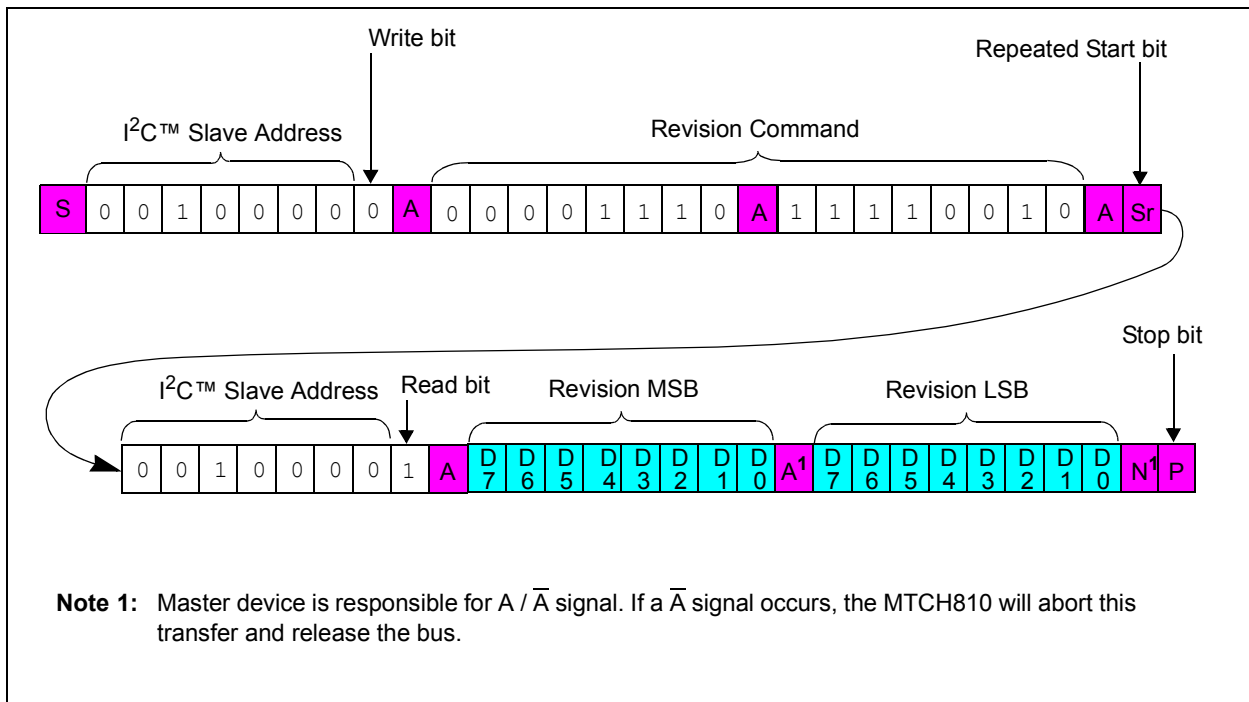 Write bit
Repeated Start bit
I²C™ Slave Address
Revision Command
S 0 0 1 0 0 0 0 0 A 0 0 0 0 1 1 1 0 A 1 1 1 1 0 0 1 0 A Sr
Stop bit
I²C™ Slave Address
Read bit
Revision MSB
Revision LSB
0 0 1 0 0 0 0 1 A D7 D6 D5 D4 D3 D2 D1 D0 A¹ D7 D6 D5 D4 D3 D2 D1 D0 N¹ P
Note 1: Master device is responsible for A / A̅ signal. If a A̅ signal occurs, the MTCH810 will abort this
transfer and release the bus.